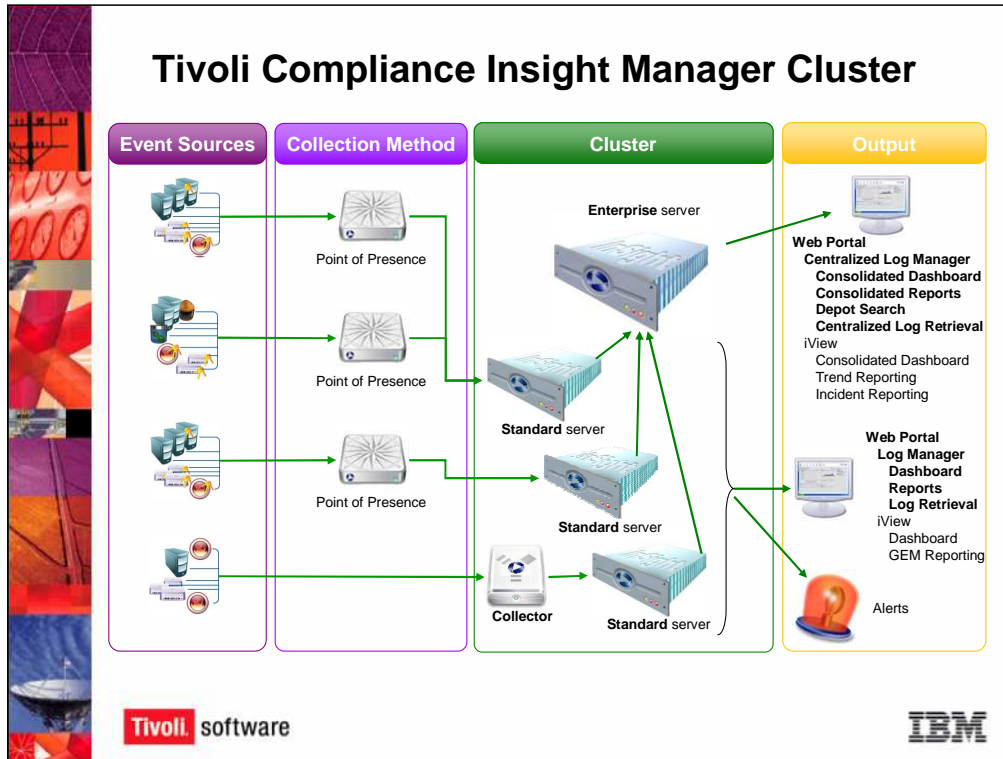 Tivoli Compliance Insight Manager Cluster
Event Sources
Collection Method
Cluster
Output
Point of Presence
Point of Presence
Point of Presence
Enterprise server
Standard server
Standard server
Collector
Standard server
Web Portal
Centralized Log Manager
Consolidated Dashboard
Consolidated Reports
Depot Search
Centralized Log Retrieval
iView
Consolidated Dashboard
Trend Reporting
Incident Reporting
Web Portal
Log Manager
Dashboard
Reports
Log Retrieval
iView
Dashboard
GEM Reporting
Alerts
Tivoli. software
IBM